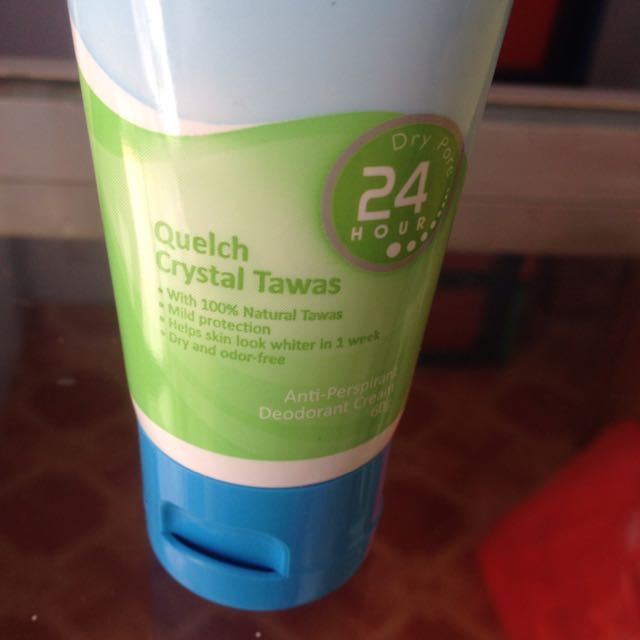 Dry Pore
24
HOUR
Quelch
Crystal Tawas
• With 100% Natural Tawas
• Mild protection
• Helps skin look whiter in 1 week
• Dry and odor-free
Anti-Perspirant
Deodorant Cream